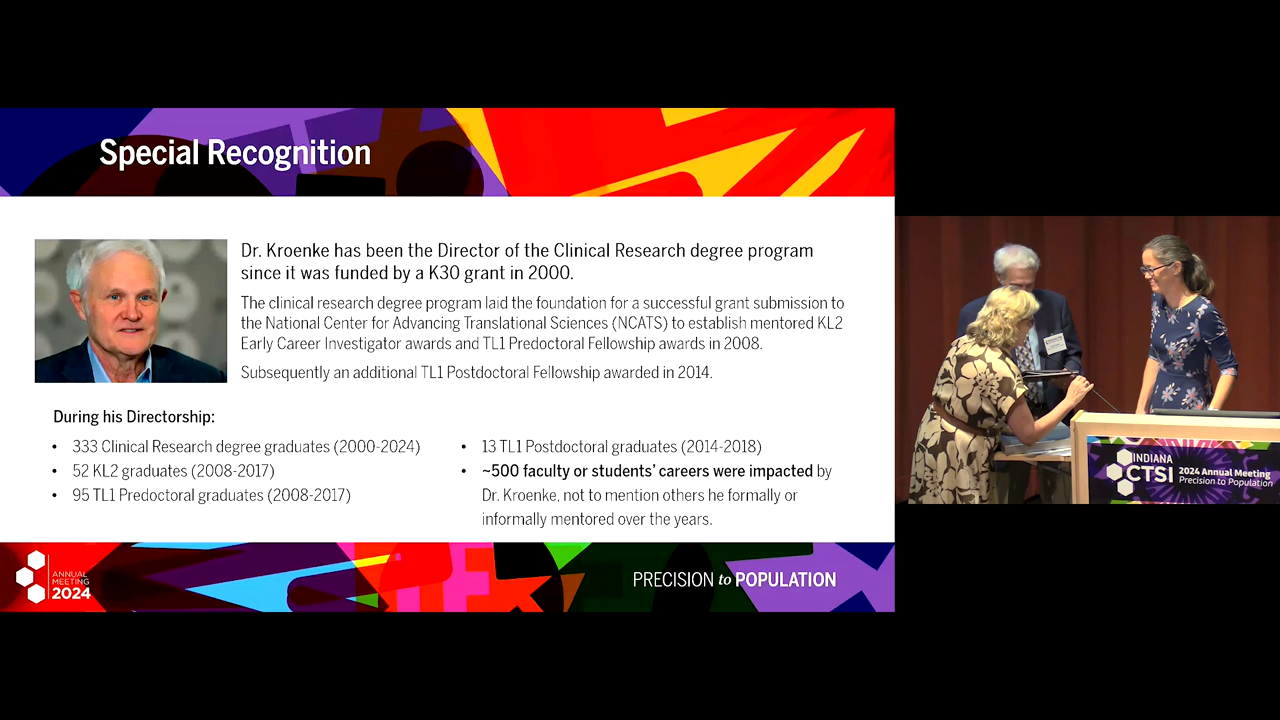 Special Recognition
Dr. Kroenke has been the Director of the Clinical Research degree program
since it was funded by a K30 grant in 2000.
The clinical research degree program laid the foundation for a successful grant submission to
the National Center for Advancing Translational Sciences (NCATS) to establish mentored KL2
Early Career Investigator awards and TL1 Predoctoral Fellowship awards in 2008.
Subsequently an additional TL1 Postdoctoral Fellowship awarded in 2014.
During his Directorship:
• 333 Clinical Research degree graduates (2000-2024)
• 52 KL2 graduates (2008-2017)
• 95 TL1 Predoctoral graduates (2008-2017)
• 13 TL1 Postdoctoral graduates (2014-2018)
• ~500 faculty or students’ careers were impacted by
Dr. Kroenke, not to mention others he formally or
informally mentored over the years.
ANNUAL
MEETING
2024
PRECISION to POPULATION
INDIANA
CTSI
2024 Annual Meeting
Precision to Population